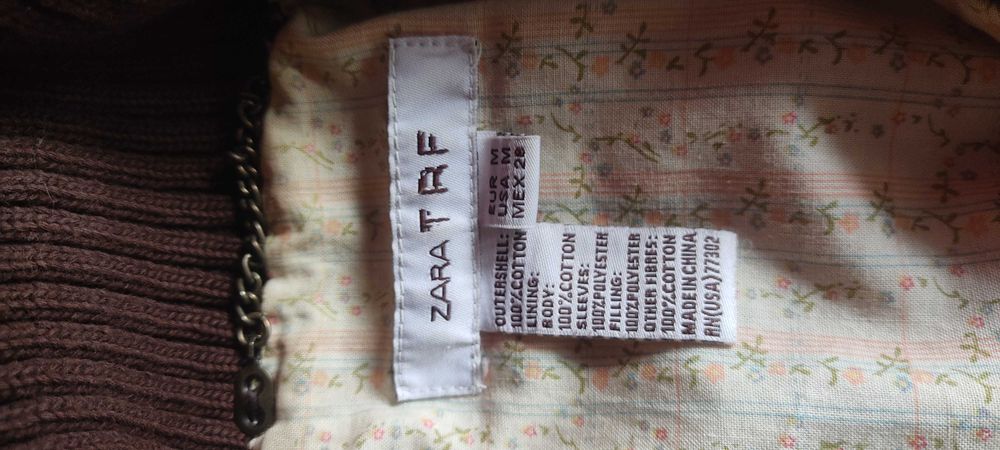 ZARA TRF
EUR M
USA M
MEX 28
OUTERSHELL:
100%COTTON
LINING:
BODY:
100%COTTON
SLEEVES:
100%POLYESTER
FILLING:
100%POLYESTER
OTHER FIBRES:
100%COTTON
MADE IN CHINA
RN(USA)77302